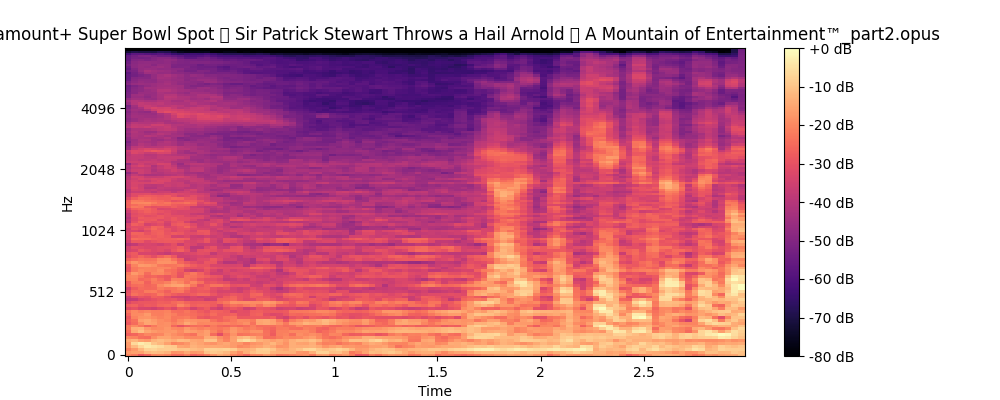 amount+ Super Bowl Spot 🏈 Sir Patrick Stewart Throws a Hail Arnold 🏈 A Mountain of Entertainment™_part2.opus
+0 dB
-10 dB
-20 dB
-30 dB
-40 dB
-50 dB
-60 dB
-70 dB
-80 dB
4096
2048
1024
512
0
Hz
0
0.5
1
1.5
2
2.5
Time